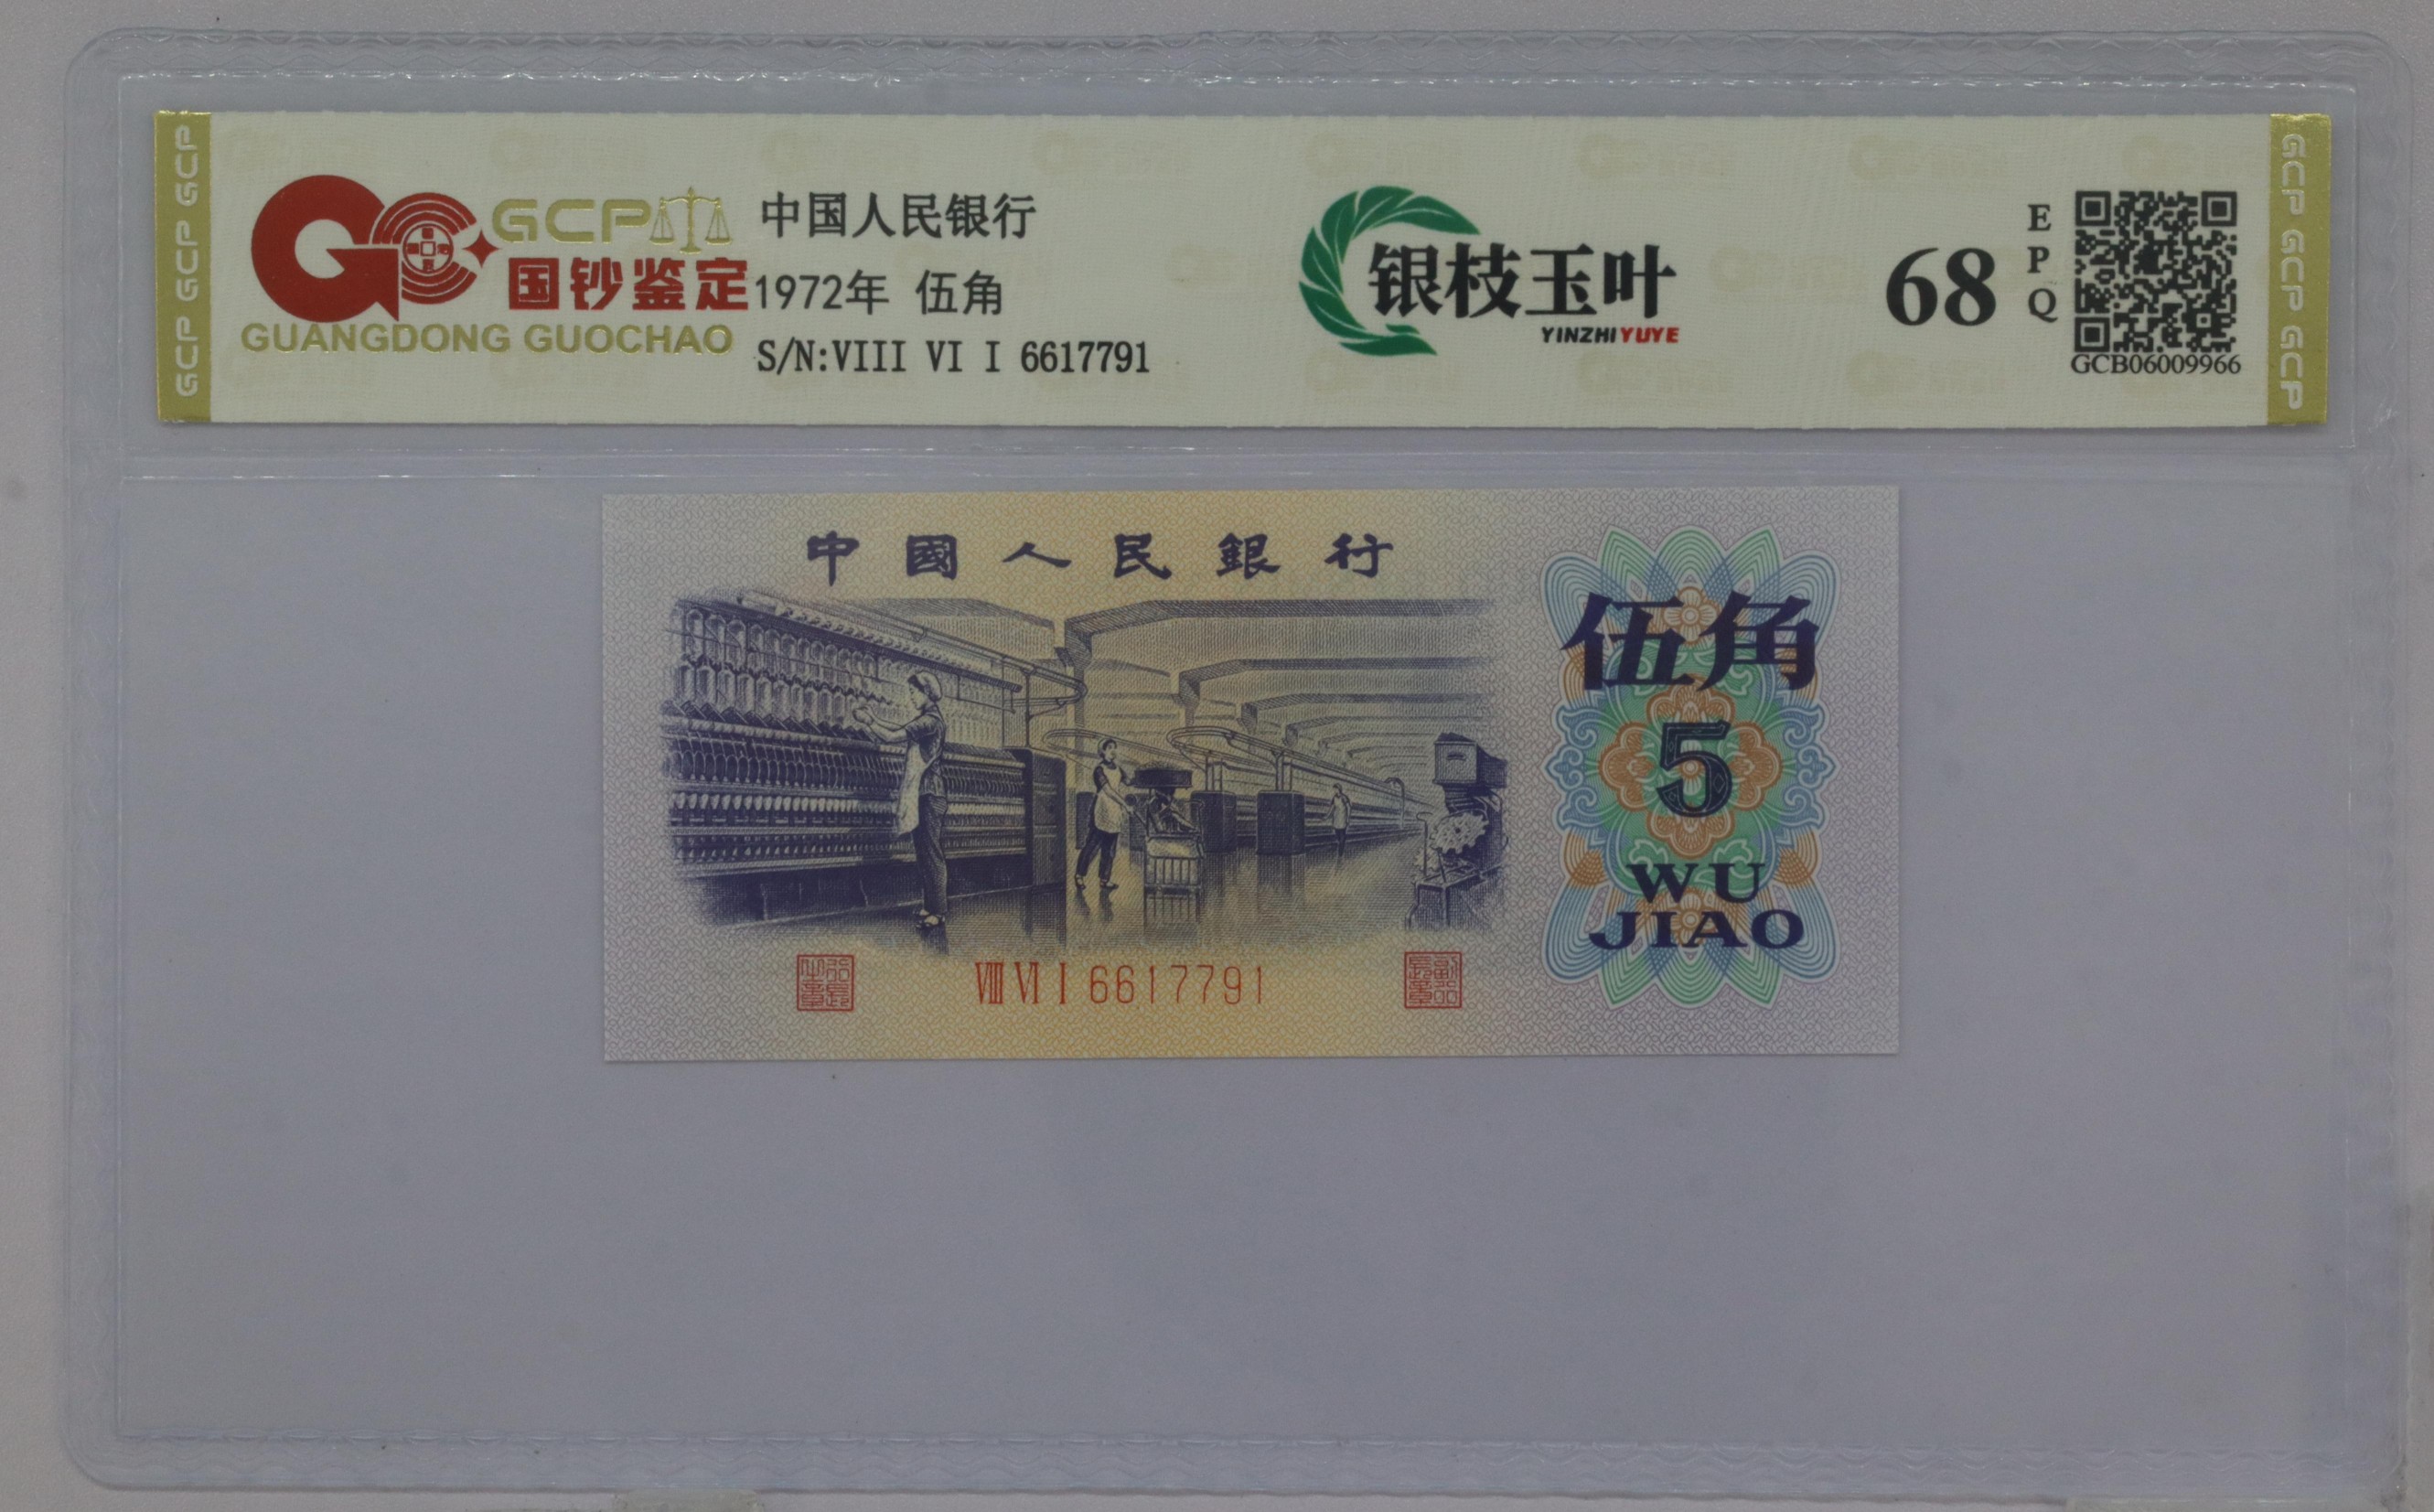 GCP GCP GCP
GCP
国钞鉴定
GUANGDONG GUOCHAO
中国人民银行
1972年 伍角
S/N:VIII VI I 6617791
银枝玉叶
YINZHIYUYE
68
EPQ
GCB06009966
GCP GCP GCP
中國人民銀行
伍角
5
WU
JIAO
VIII VI I 6617791